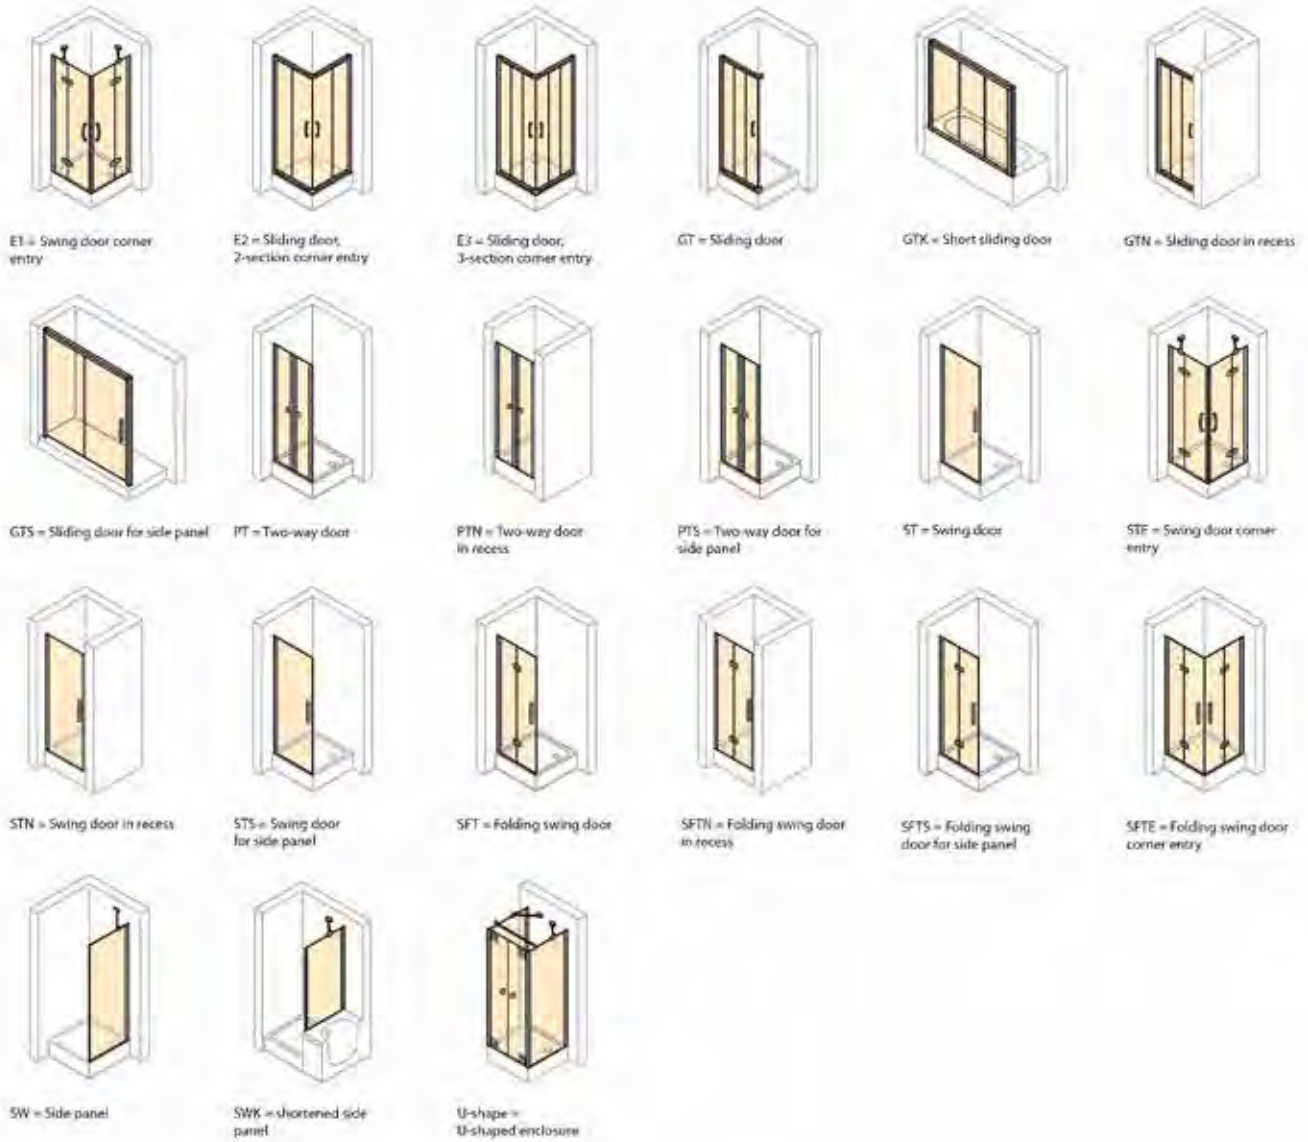 E1 = Swing door corner
entry
E2 = Sliding door,
2-section corner entry
E3 = Sliding door,
3-section corner entry
GT = Sliding door
GTK = Short sliding door
GTN = Sliding door in recess
GTS = Sliding door for side panel
PT = Two-way door
PTN = Two-way door
in recess
PTS = Two-way door for
side panel
ST = Swing door
STE = Swing door corner
entry
STN = Swing door in recess
STS = Swing door
for side panel
SFT = Folding swing door
SFTN = Folding swing door
in recess
SFTS = Folding swing
door for side panel
SFTE = Folding swing door
corner entry
SW = Side panel
SWK = shortened side
panel
U-shape =
U-shaped enclosure